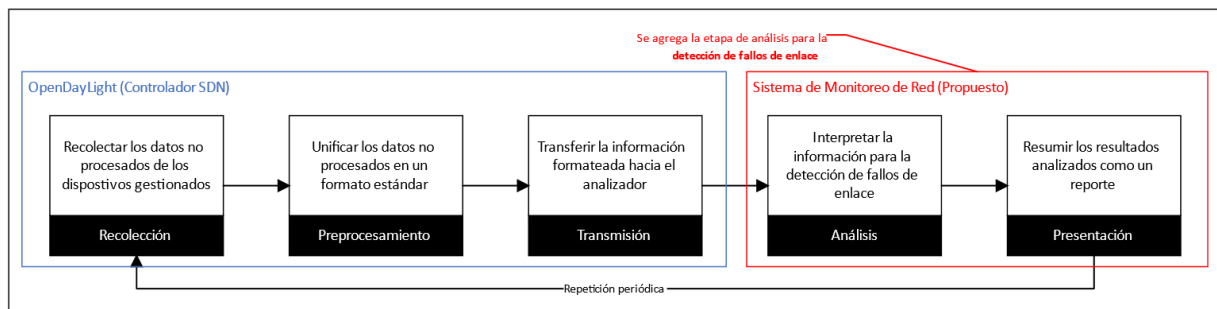 Se agrega la etapa de análisis para la
detección de fallos de enlace
OpenDayLight (Controlador SDN)
Recolectar los datos no
procesados de los
dispostivos gestionados
Recolección
Unificar los datos no
procesados en un
formato estándar
Preprocesamiento
Transferir la información
formateada hacia el
analizador
Transmisión
Sistema de Monitoreo de Red (Propuesto)
Interpretar la
información para la
detección de fallos de
enlace
Análisis
Resumir los resultados
analizados como un
reporte
Presentación
Repetición periódica